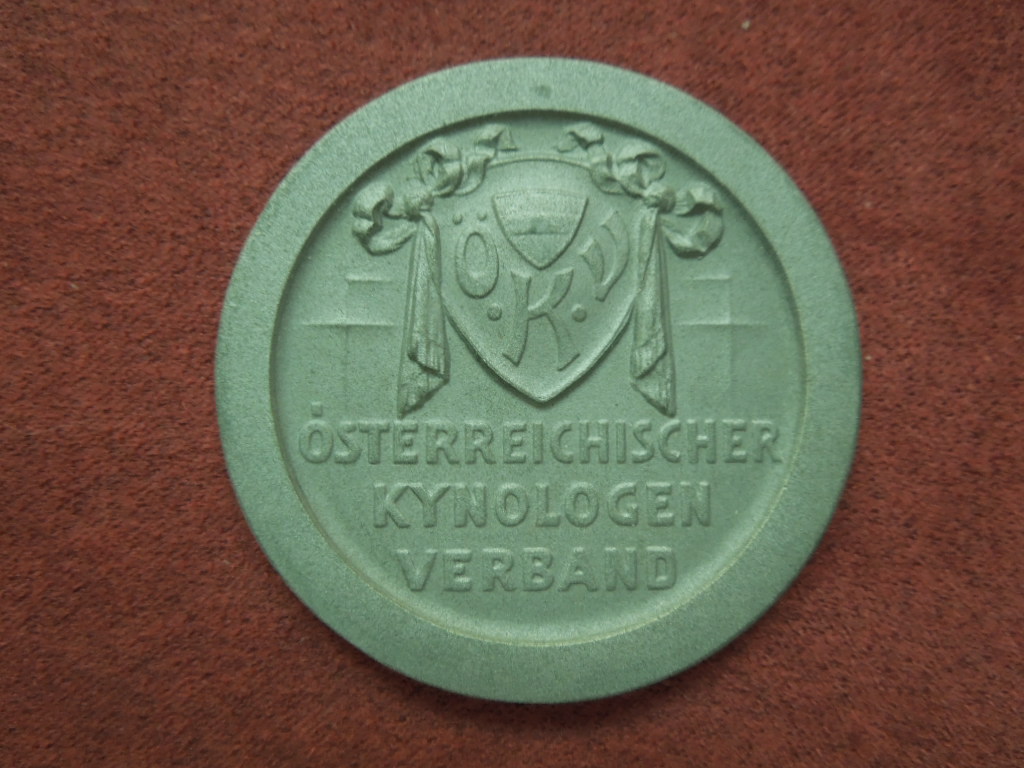 Ö.K.V
ÖSTERREICHISCHER
KYNOLOGEN
VERBAND